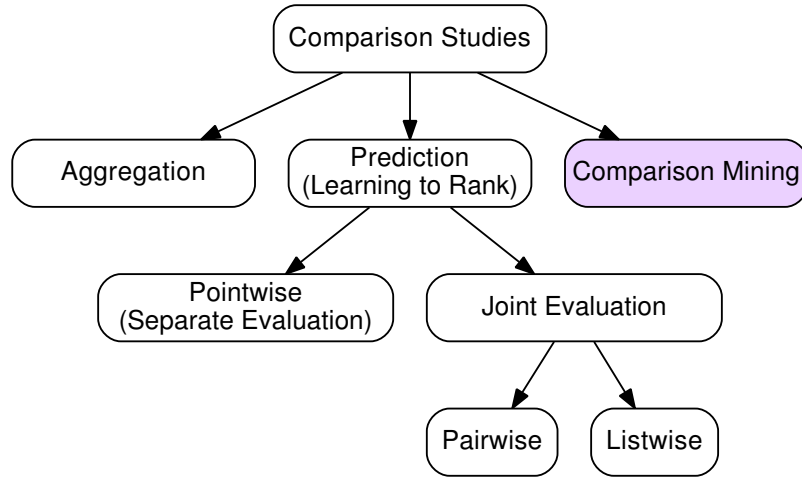 Comparison Studies
Aggregation
Prediction
(Learning to Rank)
Comparison Mining
Pointwise
(Separate Evaluation)
Joint Evaluation
Pairwise
Listwise